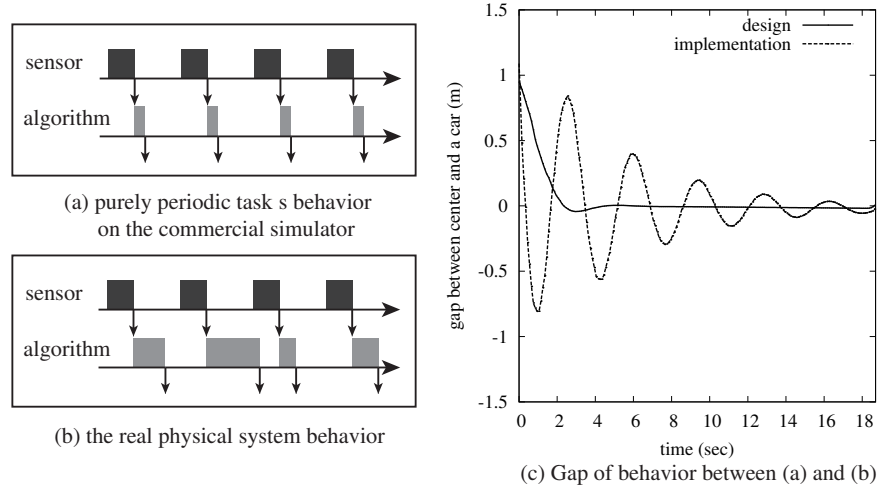 sensor
algorithm
(a) purely periodic task s behavior
on the commercial simulator
sensor
algorithm
(b) the real physical system behavior
design
implementation
1.5
1
0.5
0
-0.5
-1
-1.5
gap between center and a car (m)
0 2 4 6 8 10 12 14 16 18
time (sec)
(c) Gap of behavior between (a) and (b)